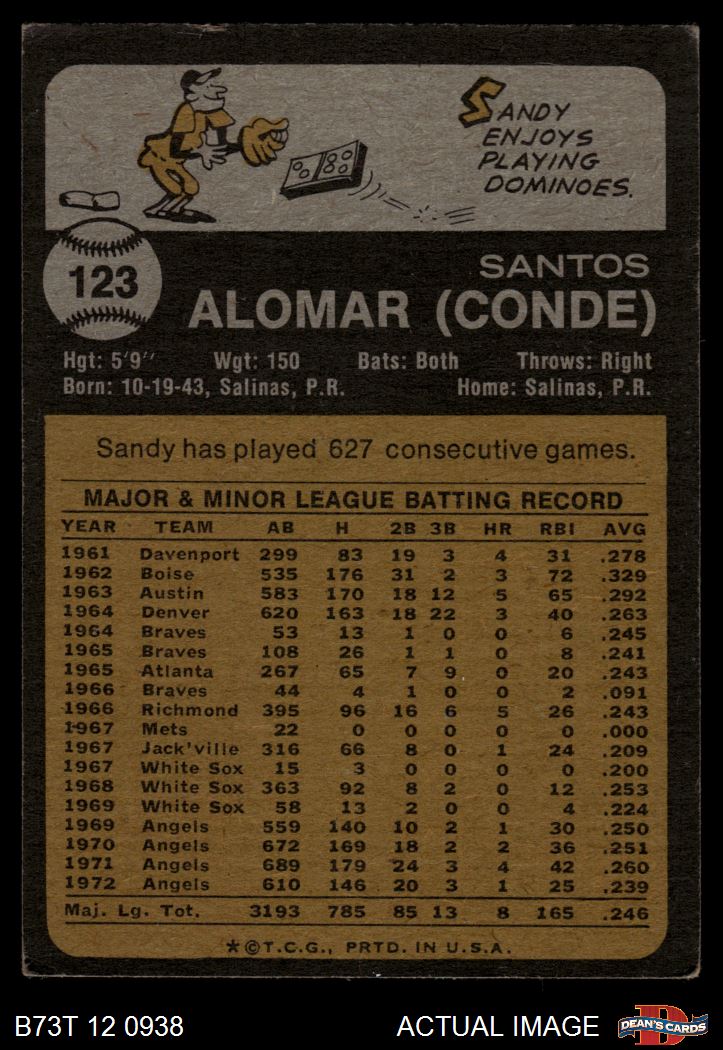 SANDY
ENJOYS
PLAYING
DOMINOES.
123
SANTOS
ALOMAR (CONDE)
Hgt: 5'9" Wgt: 150 Bats: Both Throws: Right
Born: 10-19-43, Salinas, P.R. Home: Salinas, P.R.
Sandy has played 627 consecutive games.
MAJOR & MINOR LEAGUE BATTING RECORD
YEAR TEAM AB H 2B 3B HR RBI AVG
1961 Davenport 299 83 19 3 4 31 .278
1962 Boise 535 176 31 2 3 72 .329
1963 Austin 583 170 18 12 5 65 .292
1964 Denver 620 163 18 22 3 40 .263
1964 Braves 53 13 1 0 0 6 .245
1965 Braves 108 26 1 1 0 8 .241
1965 Atlanta 267 65 7 9 0 20 .243
1966 Braves 44 4 1 0 0 2 .091
1966 Richmond 395 96 16 6 5 26 .243
1967 Mets 22 0 0 0 0 0 .000
1967 Jack'ville 316 66 8 0 1 24 .209
1967 White Sox 15 3 0 0 0 0 .200
1968 White Sox 363 92 8 2 0 12 .253
1969 White Sox 58 13 2 0 0 4 .224
1969 Angels 559 140 10 2 1 30 .250
1970 Angels 672 169 18 2 2 36 .251
1971 Angels 689 179 24 3 4 42 .260
1972 Angels 610 146 20 3 1 25 .239
Maj. Lg. Tot. 3193 785 85 13 8 165 .246
*©T.C.G., PRTD. IN U.S.A.
B73T 12 0938 ACTUAL IMAGE DEAN'S CARDS